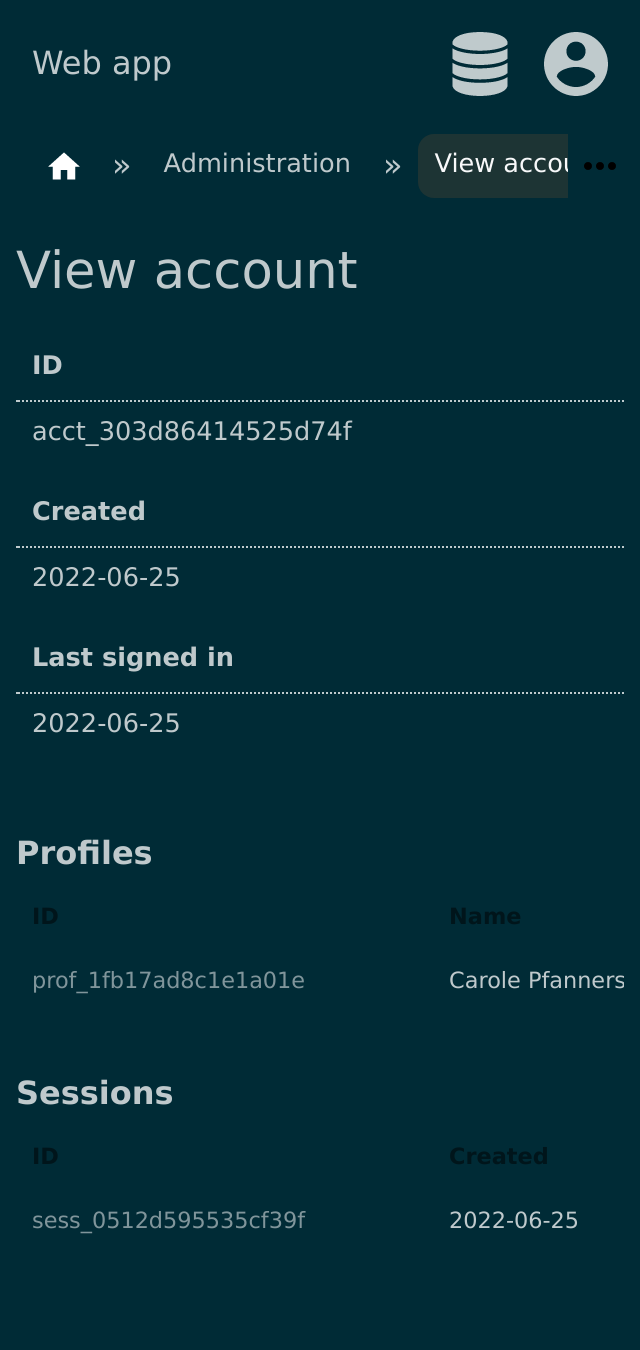 Web app
» Administration » View accou
View account
ID
acct_303d86414525d74f
Created
2022-06-25
Last signed in
2022-06-25
Profiles
ID Name
prof_1fb17ad8c1e1a01e Carole Pfanners
Sessions
ID Created
sess_0512d595535cf39f 2022-06-25